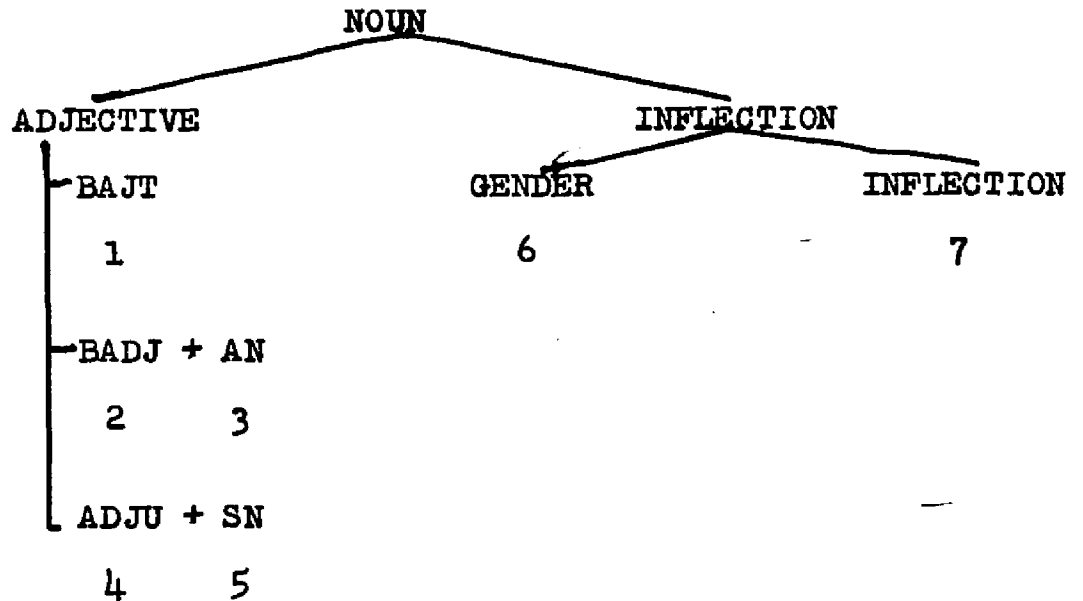 NOUN
ADJECTIVE INFLECTION
BAJT GENDER INFLECTION
1 6 7
BADJ + AN
2 3
ADJU + SN
4 5